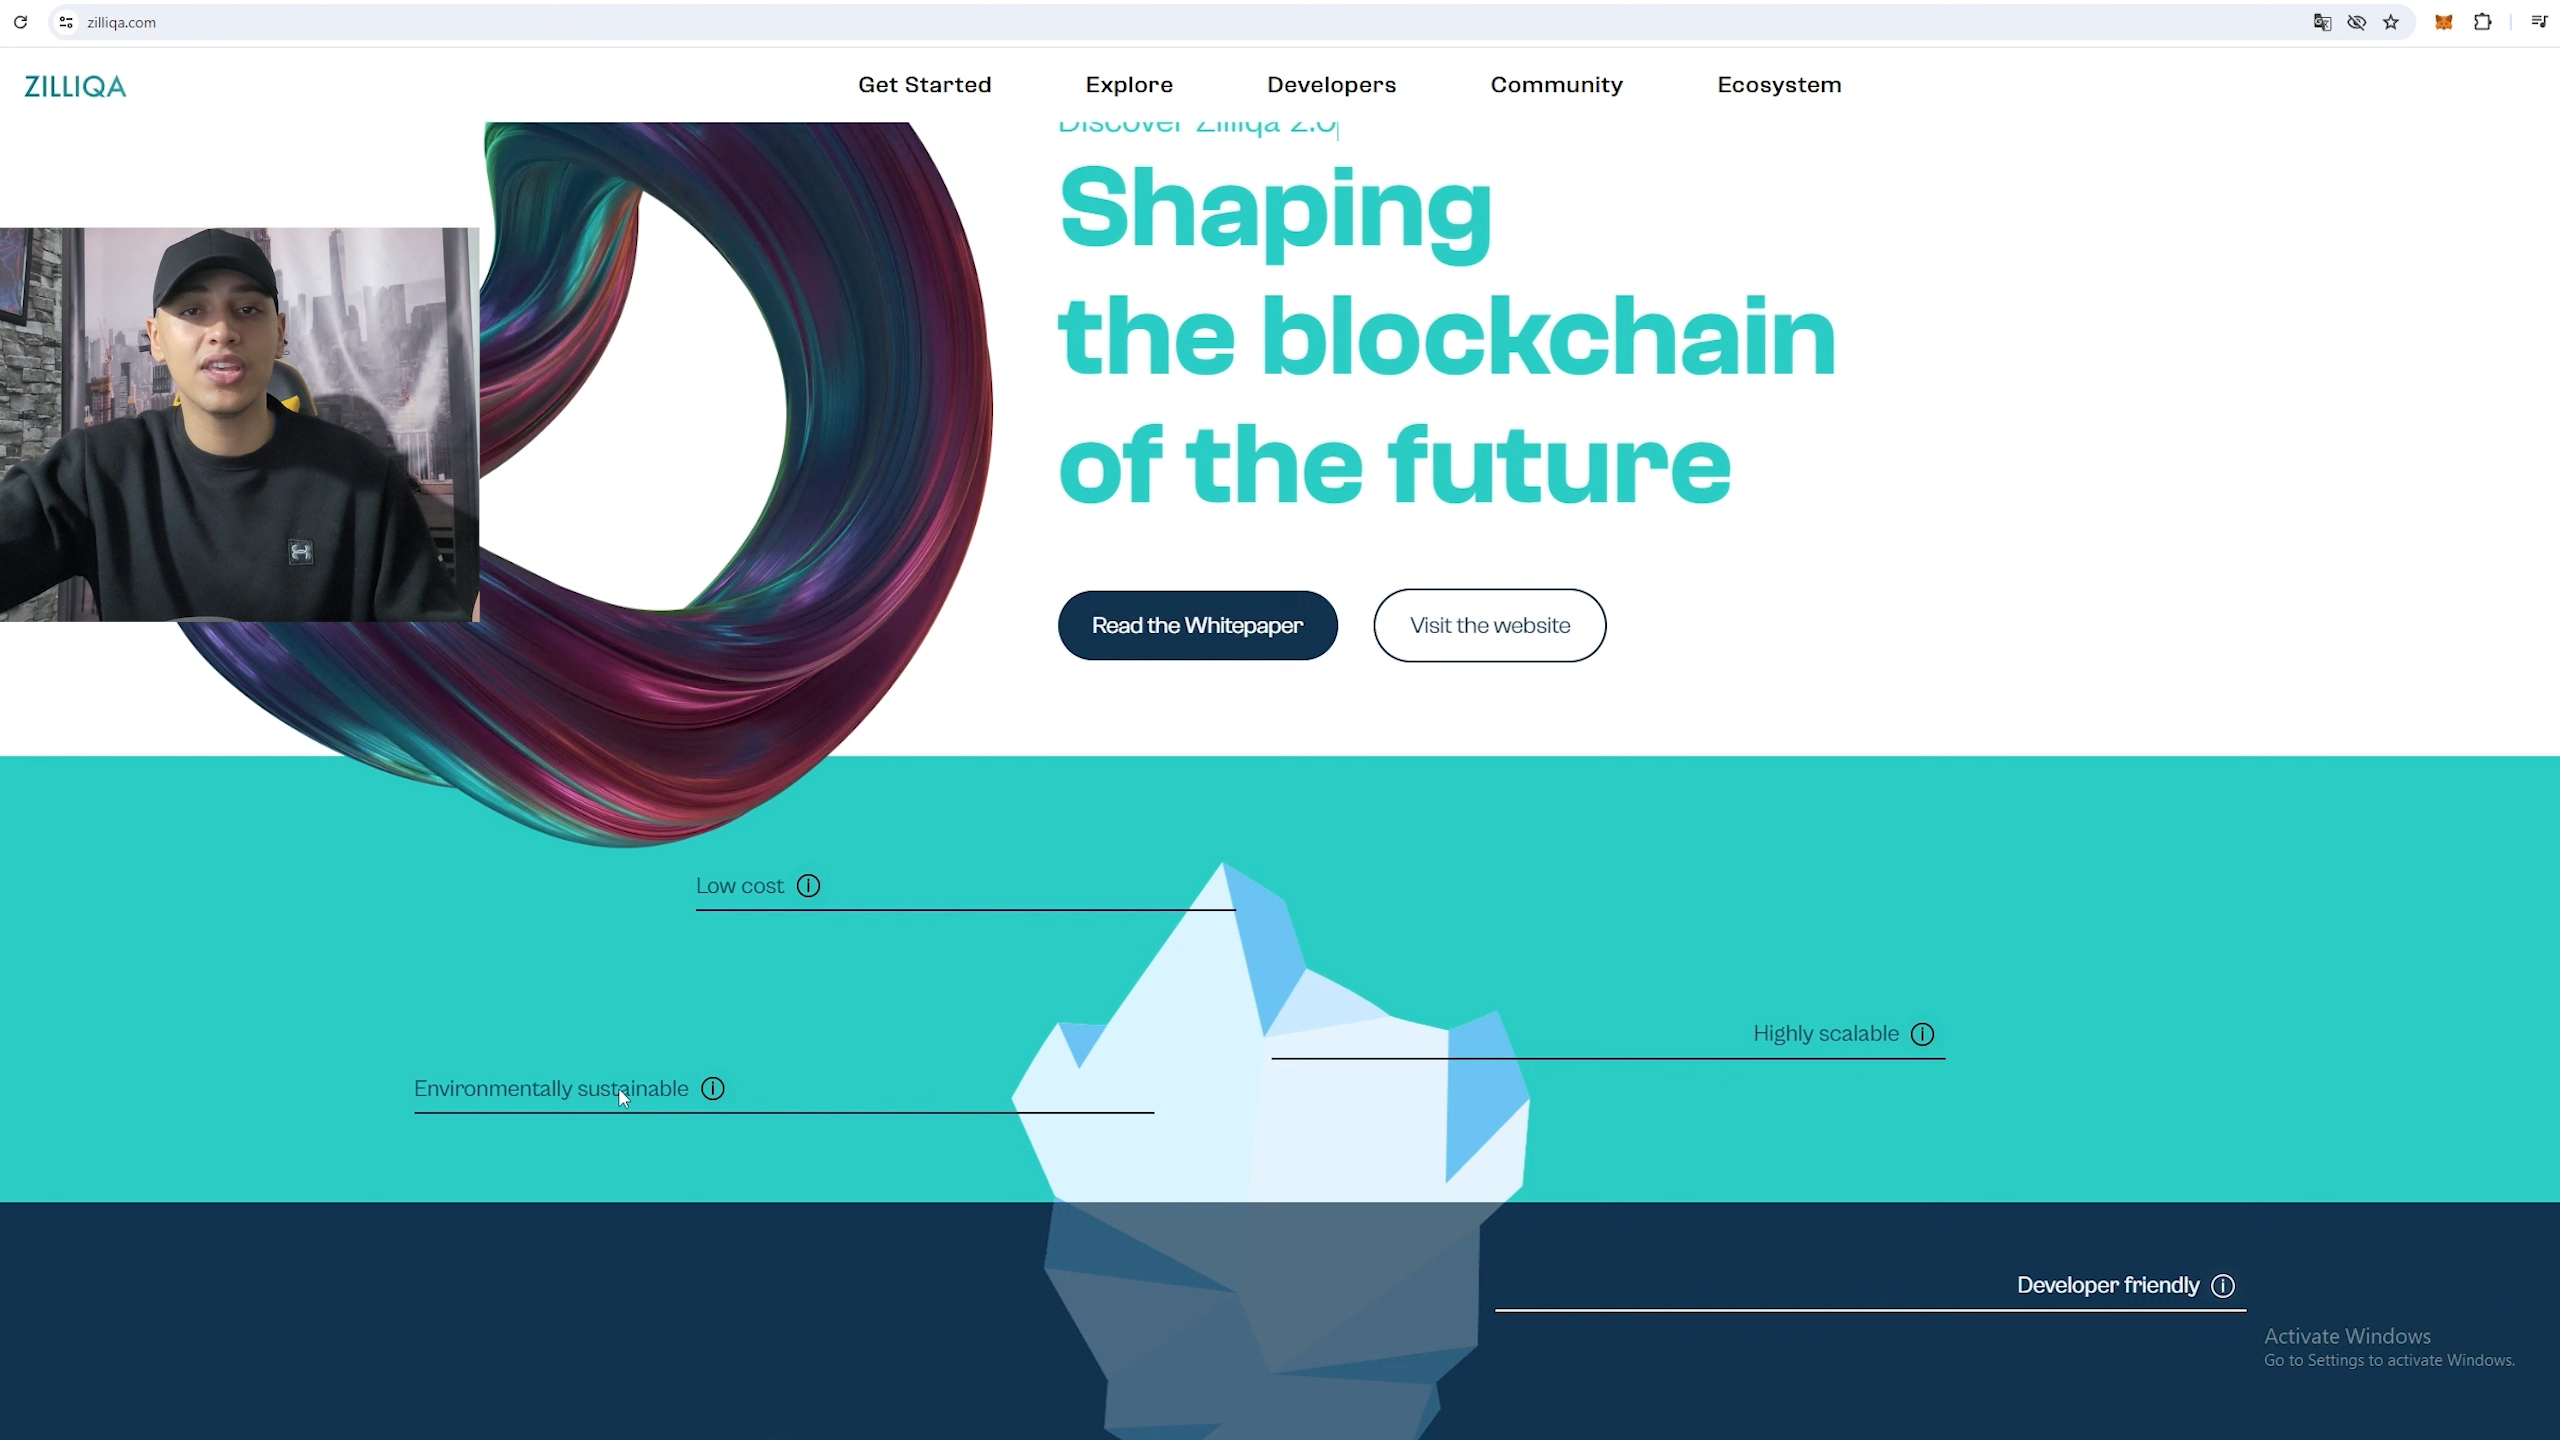 zilliqa.com
ZILLIQA
Get Started
Explore
Developers
Community
Ecosystem
Discover Zilliqa 2.0
Shaping
the blockchain
of the future
Read the Whitepaper
Visit the website
Low cost
Highly scalable
Environmentally sustainable
Developer friendly
Activate Windows
Go to Settings to activate Windows.